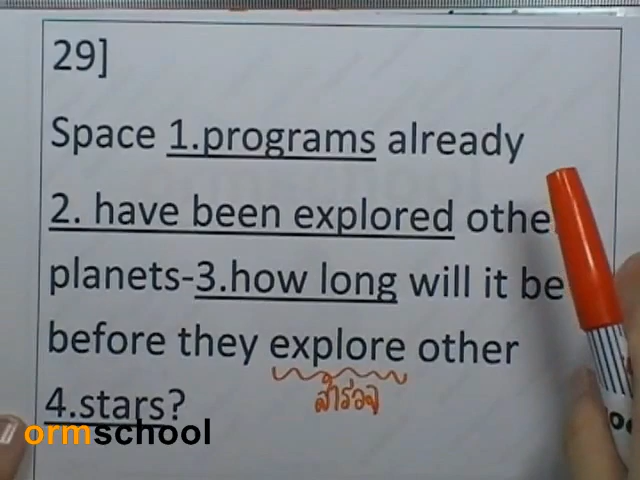 29]
Space 1.programs already
2. have been explored othe
planets-3.how long will it be
before they explore other
สำรวจ
4.stars?
ormschool